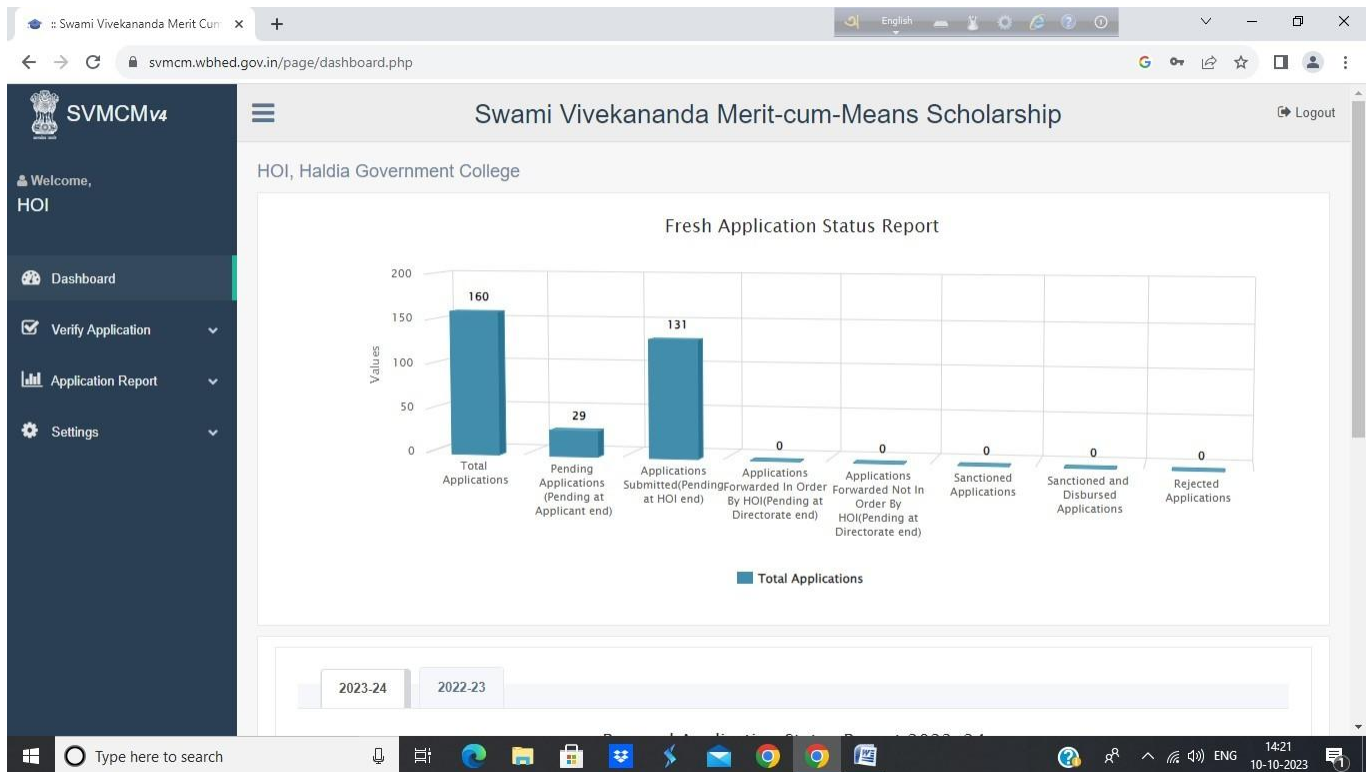 :: Swami Vivekananda Merit Cum
English
svmcm.wbhed.gov.in/page/dashboard.php
SVMCMV4
Swami Vivekananda Merit-cum-Means Scholarship
Logout
Welcome,
HOI
Dashboard
Verify Application
Application Report
Settings
HOI, Haldia Government College
Fresh Application Status Report
Values
200
150
100
50
0
160
29
131
0
0
0
0
0
Total
Applications
Pending
Applications
(Pending at
Applicant end)
Applications
Submitted(Pending
at HOI end)
Applications
Forwarded In Order
By HOI(Pending at
Directorate end)
Applications
Forwarded Not In
Order By
HOI(Pending at
Directorate end)
Sanctioned
Applications
Sanctioned and
Disbursed
Applications
Rejected
Applications
Total Applications
2023-24
2022-23
Type here to search
ENG
14:21
10-10-2023
1